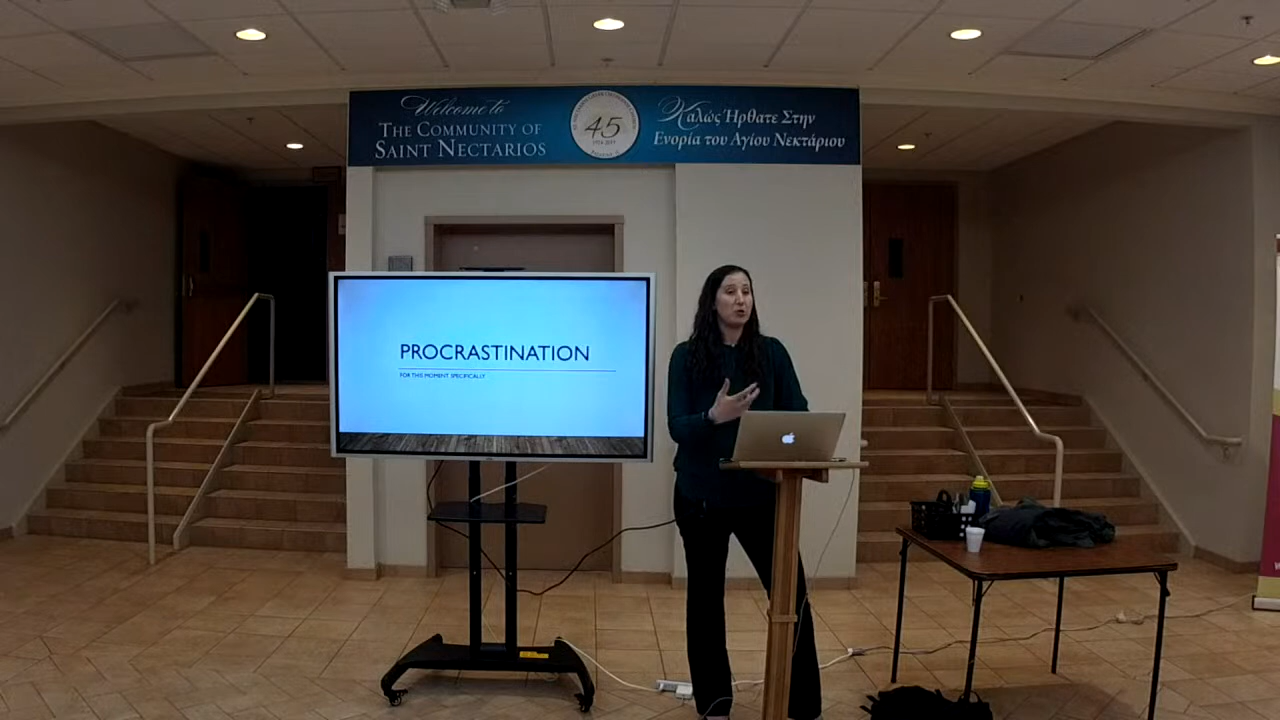 Welcome to
THE COMMUNITY OF
SAINT NECTARIOS
45
Καλώς Ήρθατε Στην
Ενορία του Αγίου Νεκτάριου
PROCRASTINATION
FOR THIS MOMENT SPECIFICALLY